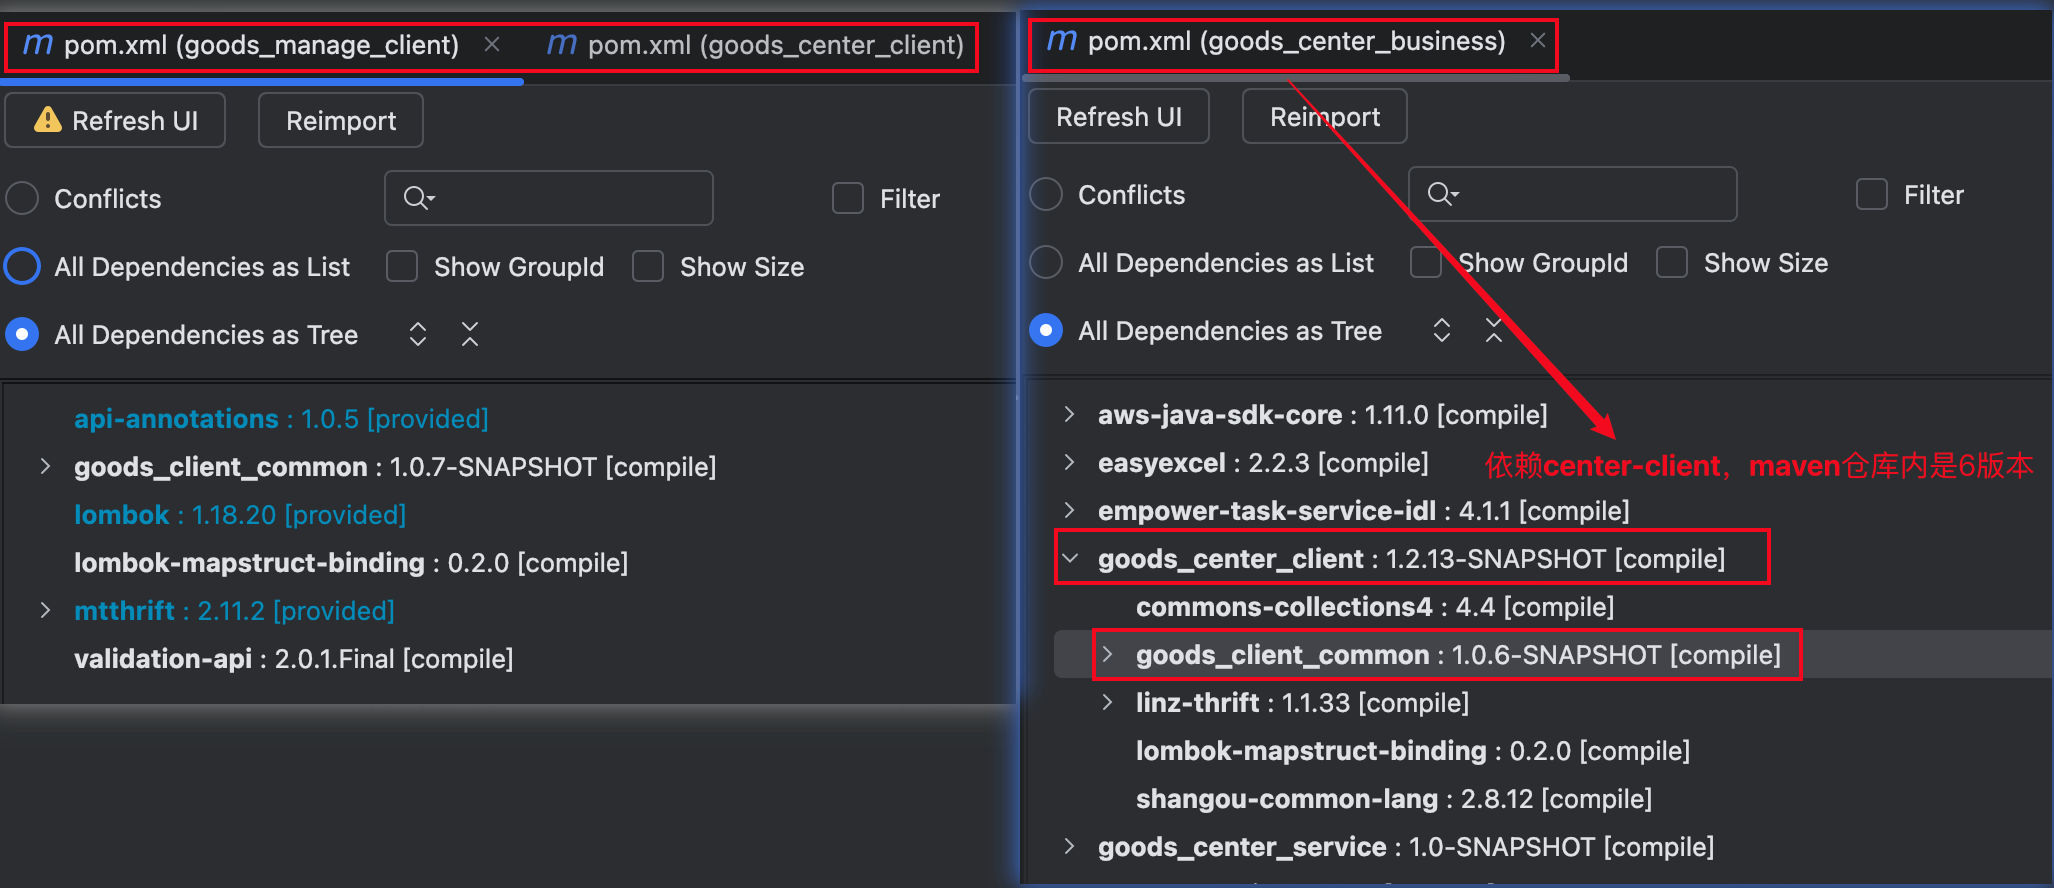 pom.xml (goods_manage_client)
pom.xml (goods_center_client)
Refresh UI
Reimport
Conflicts
Filter
All Dependencies as List
Show GroupId
Show Size
All Dependencies as Tree
api-annotations : 1.0.5 [provided]
goods_client_common : 1.0.7-SNAPSHOT [compile]
lombok : 1.18.20 [provided]
lombok-mapstruct-binding : 0.2.0 [compile]
mtthrift : 2.11.2 [provided]
validation-api : 2.0.1.Final [compile]
pom.xml (goods_center_business)
Refresh UI
Reimport
Conflicts
Filter
All Dependencies as List
Show GroupId
Show Size
All Dependencies as Tree
aws-java-sdk-core : 1.11.0 [compile]
easyexcel : 2.2.3 [compile]
依赖center-client，maven仓库内是6版本
empower-task-service-idl : 4.1.1 [compile]
goods_center_client : 1.2.13-SNAPSHOT [compile]
commons-collections4 : 4.4 [compile]
goods_client_common : 1.0.6-SNAPSHOT [compile]
linz-thrift : 1.1.33 [compile]
lombok-mapstruct-binding : 0.2.0 [compile]
shangou-common-lang : 2.8.12 [compile]
goods_center_service : 1.0-SNAPSHOT [compile]